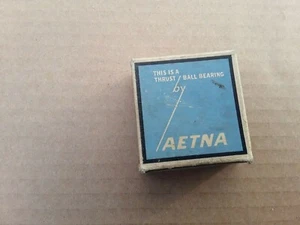 THIS IS A
THRUST BALL BEARING
by
AETNA